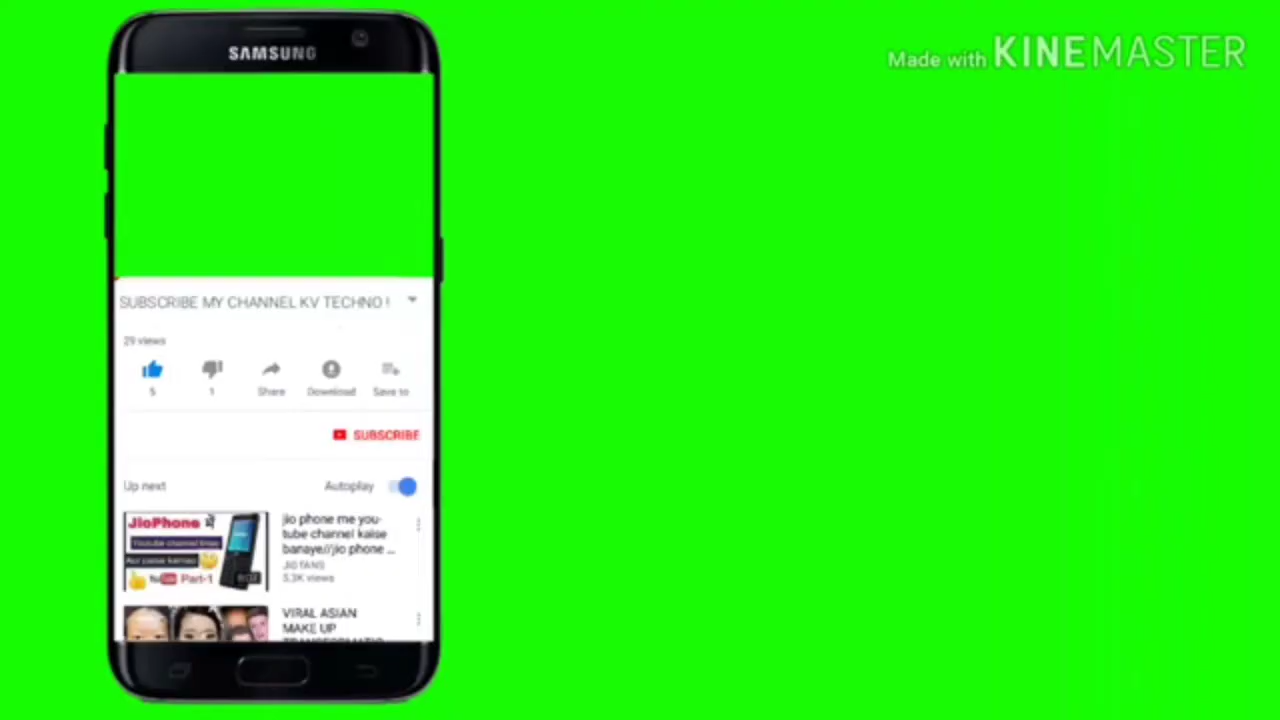 SAMSUNG
Made with KINEMASTER
SUBSCRIBE MY CHANNEL KV TECHNO !
29 views
5
1
Share
Download
Save to
SUBSCRIBE
Up next
Autoplay
JioPhone में
Youtube channel
Part-1
jio phone me you-
tube channel kaise
banaye//jio phone ...
JIO FANS
5.3K views
VIRAL ASIAN
MAKE UP